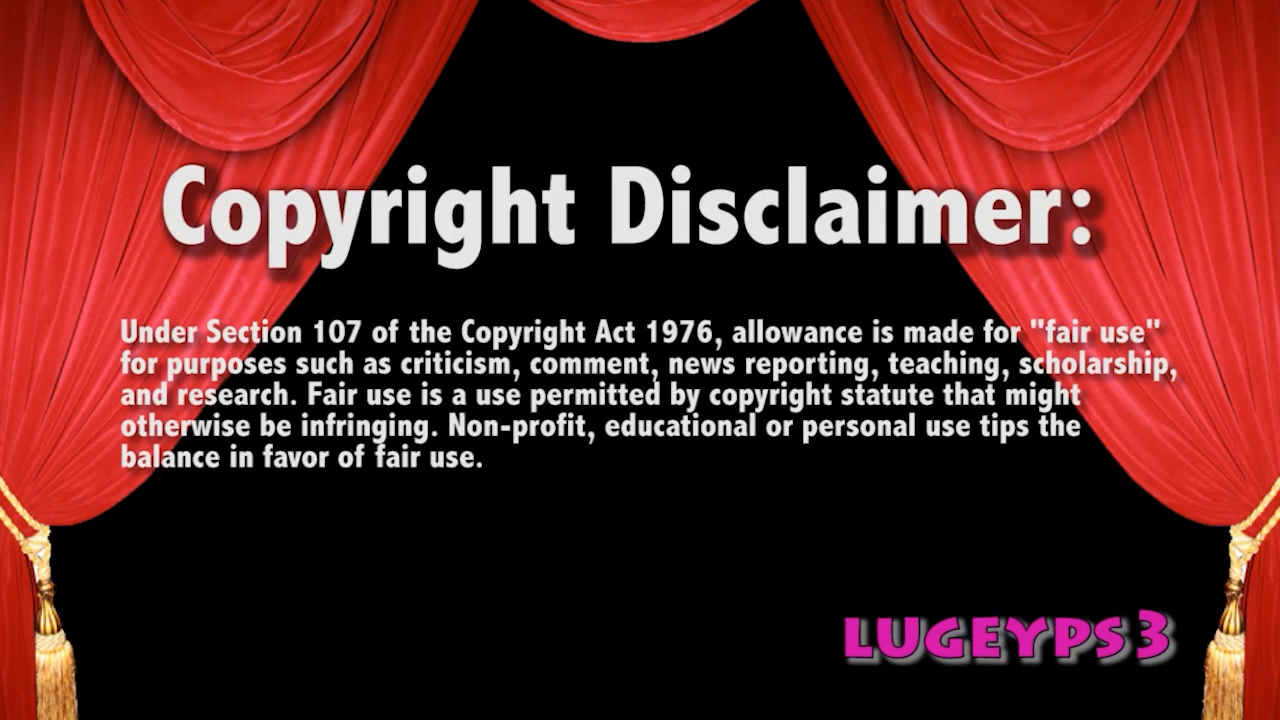 Copyright Disclaimer:
Under Section 107 of the Copyright Act 1976, allowance is made for "fair use"
for purposes such as criticism, comment, news reporting, teaching, scholarship,
and research. Fair use is a use permitted by copyright statute that might
otherwise be infringing. Non-profit, educational or personal use tips the
balance in favor of fair use.
LUGEYPS3